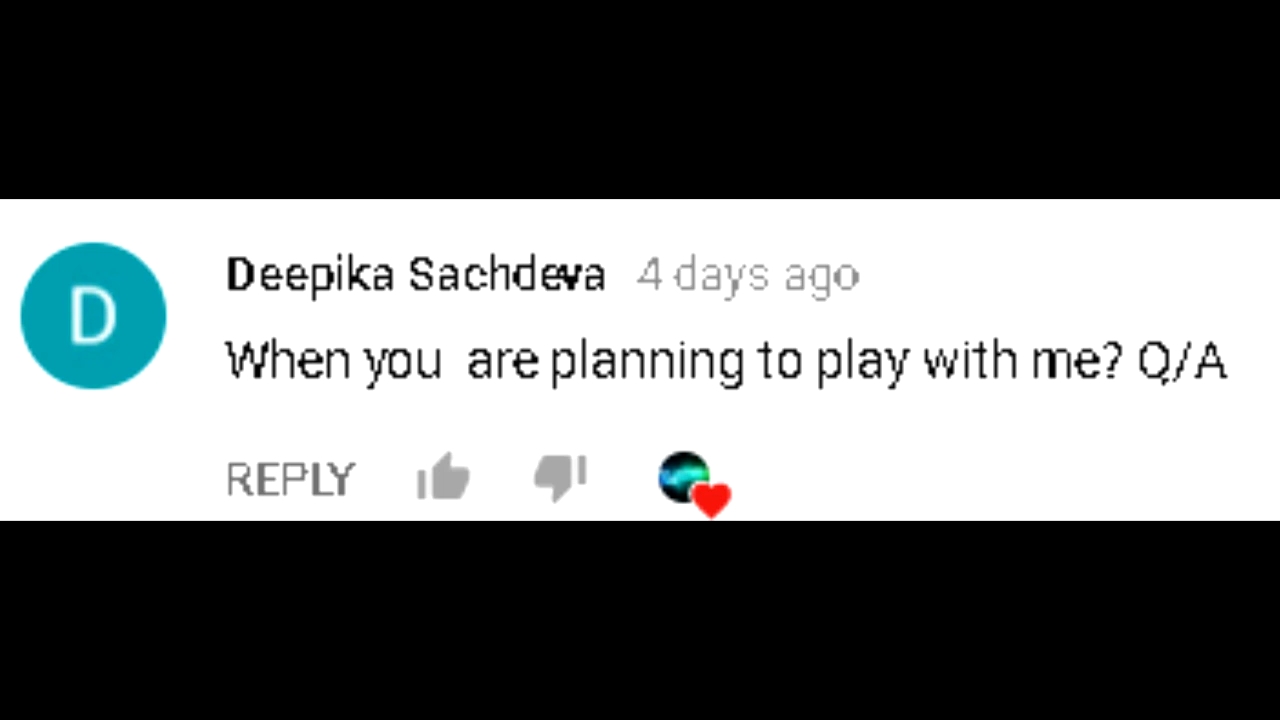 D
Deepika Sachdeva 4 days ago
When you  are planning to play with me? Q/A
REPLY